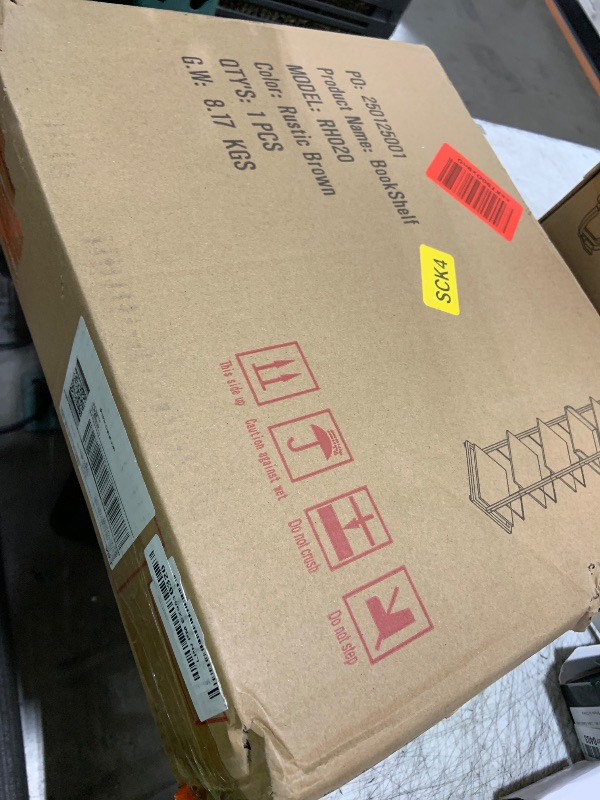 PO: 250125001
Product Name: BookShelf
MODEL: RH020
Color: Rustic Brown
QTY'S: 1 PCS
G.W: 8.17 KGS
SCK4
This side up
Caution against wet
Do not crush
Do not step